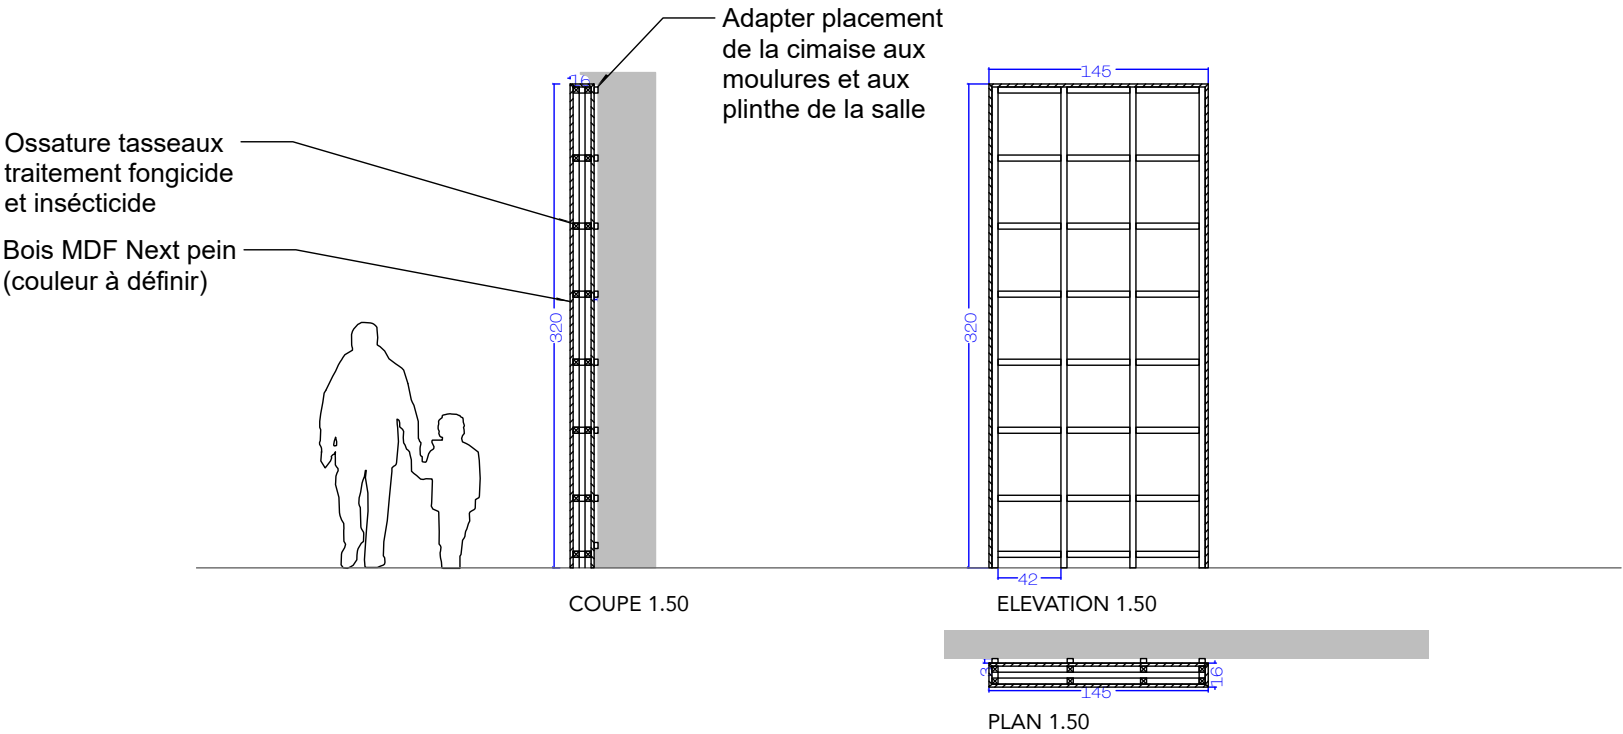 Adapter placement
de la cimaise aux
moulures et aux
plinthe de la salle
16
145
Ossature tasseaux
traitement fongicide
et insécticide
Bois MDF Next pein
(couleur à définir)
320
320
42
COUPE 1.50
ELEVATION 1.50
3
16
145
PLAN 1.50